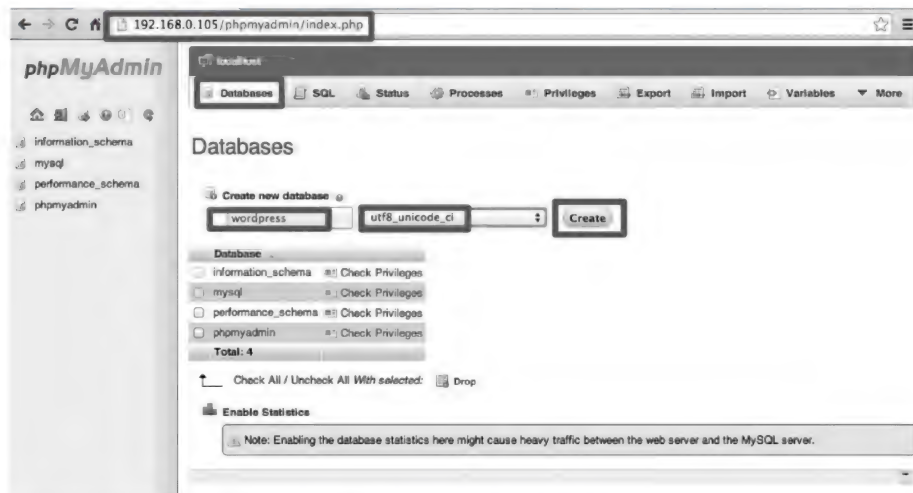 192.168.0.105/phpmyadmin/index.php
phpMyAdmin
information_schema
mysql
performance_schema
phpmyadmin
localhost
Databases SQL Status Processes Privileges Export Import Variables More
Databases
Create new database
wordpress utf8_unicode_ci Create
Database
information_schema Check Privileges
mysql Check Privileges
performance_schema Check Privileges
phpmyadmin Check Privileges
Total: 4
Check All / Uncheck All With selected: Drop
Enable Statistics
Note: Enabling the database statistics here might cause heavy traffic between the web server and the MySQL server.